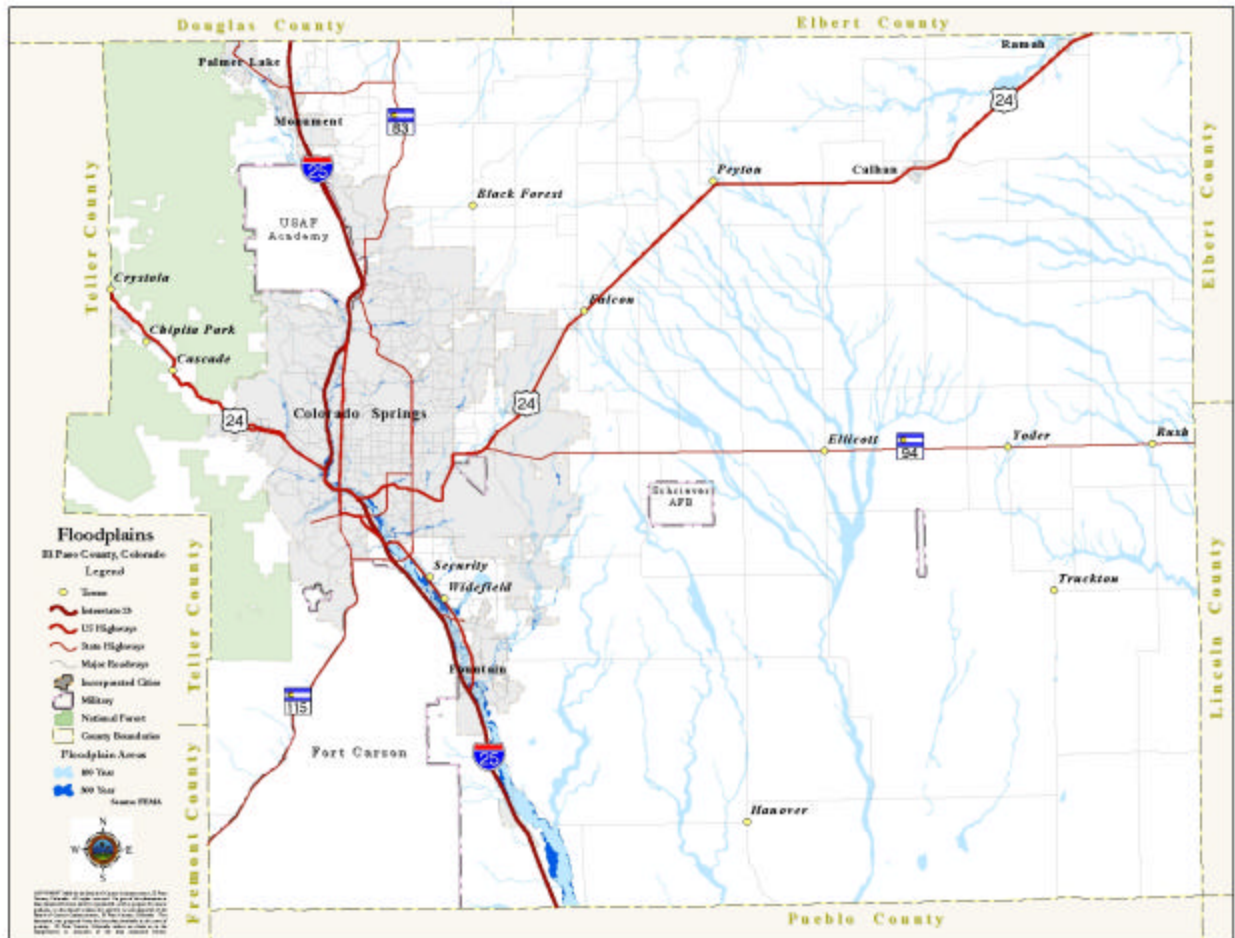 Douglas County
Elbert County
Ramah
Palmer Lake
24
83
Monument
25
Peyton
Calhan
Black Forest
USAF
Academy
Teller County
Elbert County
Crystola
Falcon
Chipita Park
Cascade
24
24
Colorado Springs
Ellicott
94
Yoder
Rush
Schriever
AFB
Floodplains
El Paso County, Colorado
Legend
Towns
Interstate 25
US Highways
State Highways
Major Roadways
Incorporated Cities
Military
National Forest
County Boundaries
Floodplain Areas
100 Year
500 Year
Source: FEMA
N
W E
S
Security
Widefield
Truckton
Teller County
Lincoln County
Fountain
115
Fort Carson
25
Hanover
Fremont County
Pueblo County